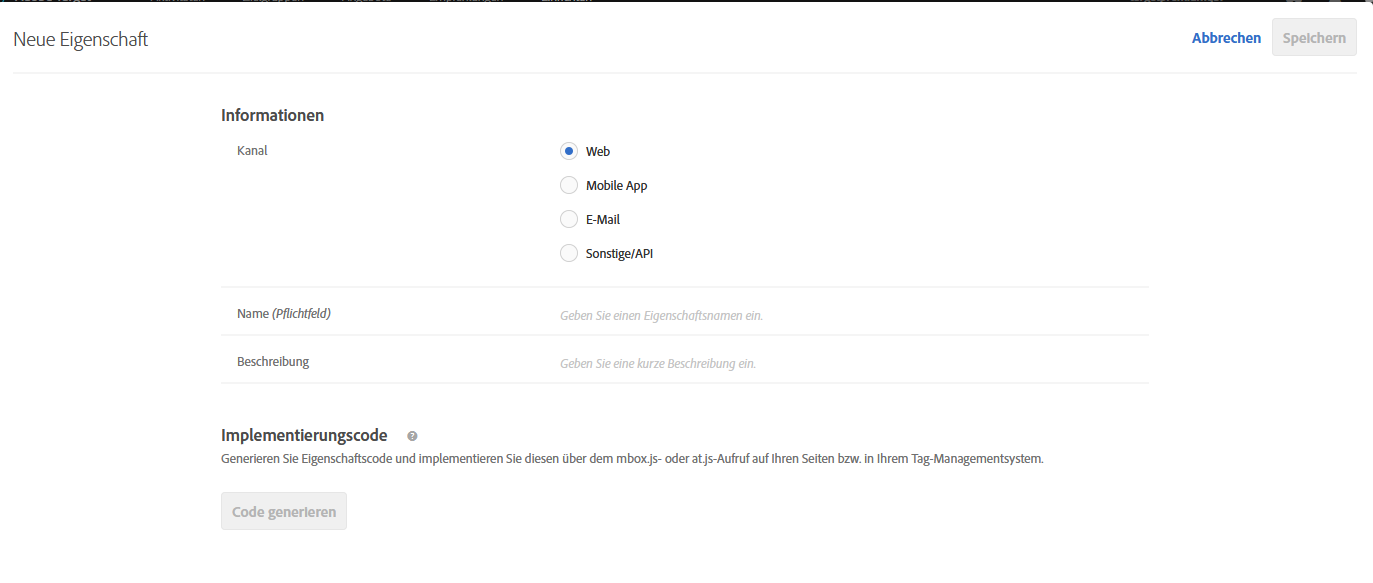 Neue Eigenschaft
Abbrechen
Speichern
Informationen
Kanal
Web
Mobile App
E-Mail
Sonstige/API
Name (Pflichtfeld)
Geben Sie einen Eigenschaftsnamen ein.
Beschreibung
Geben Sie eine kurze Beschreibung ein.
Implementierungscode ?
Generieren Sie Eigenschaftscode und implementieren Sie diesen über dem mbox.js- oder at.js-Aufruf auf Ihren Seiten bzw. in Ihrem Tag-Managementsystem.
Code generieren